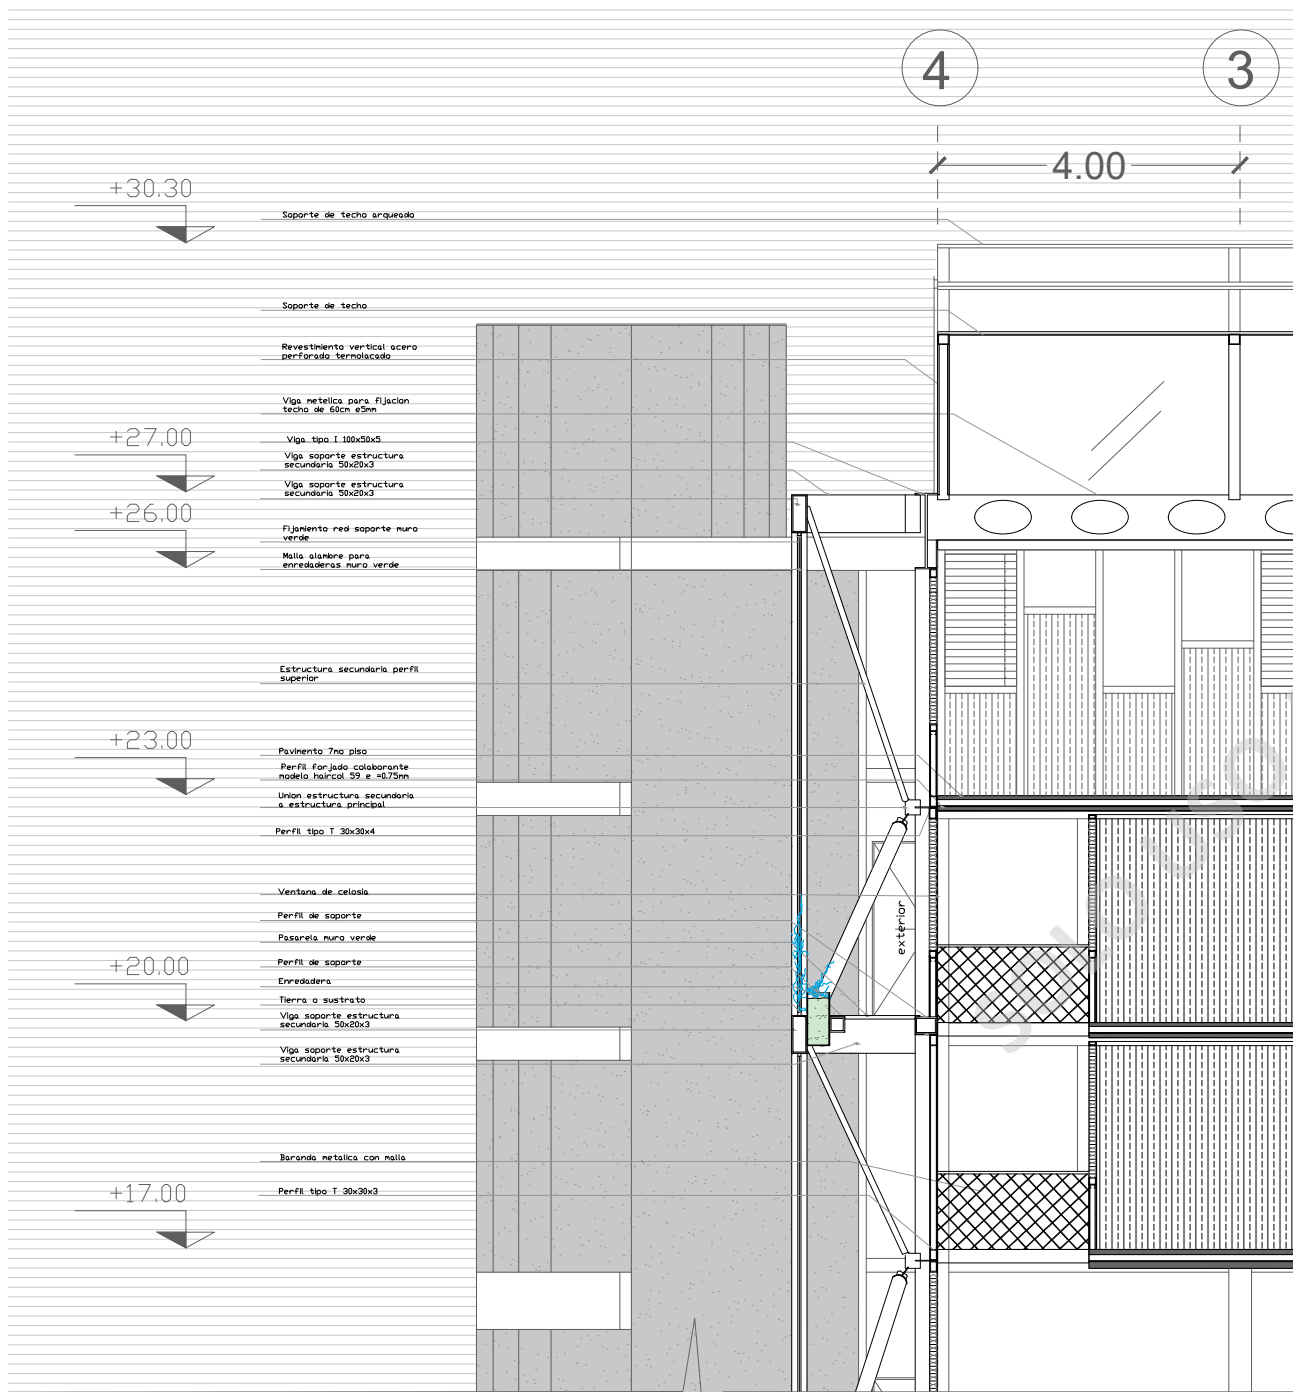 4
3
4.00
+30.30
Soporte de techo arqueado
Soporte de techo
Revestimiento vertical acero
perforado termolacado
Viga metelica para fijacion
techo de 60cm e5mm
+27.00
Viga tipo I 100x50x5
Viga soporte estructura
secundaria 50x20x3
Viga soporte estructura
secundaria 50x20x3
+26.00
Fijamiento red soporte muro
verde
Malla alambre para
enredaderas muro verde
Estructura secundaria perfil
superior
+23.00
Pavimento 7mo piso
Perfil forjado colaborante
modelo haircol 59 e =0.75mm
Union estructura secundaria
a estructura principal
Perfil tipo T 30x30x4
Ventana de celosia
Perfil de soporte
Pasarela muro verde
exterior
+20.00
Perfil de soporte
Enredadera
Tierra o sustrato
Viga soporte estructura
secundaria 50x20x3
Viga soporte estructura
secundaria 50x20x3
Baranda metalica con malla
+17.00
Perfil tipo T 30x30x3
SOLO USO